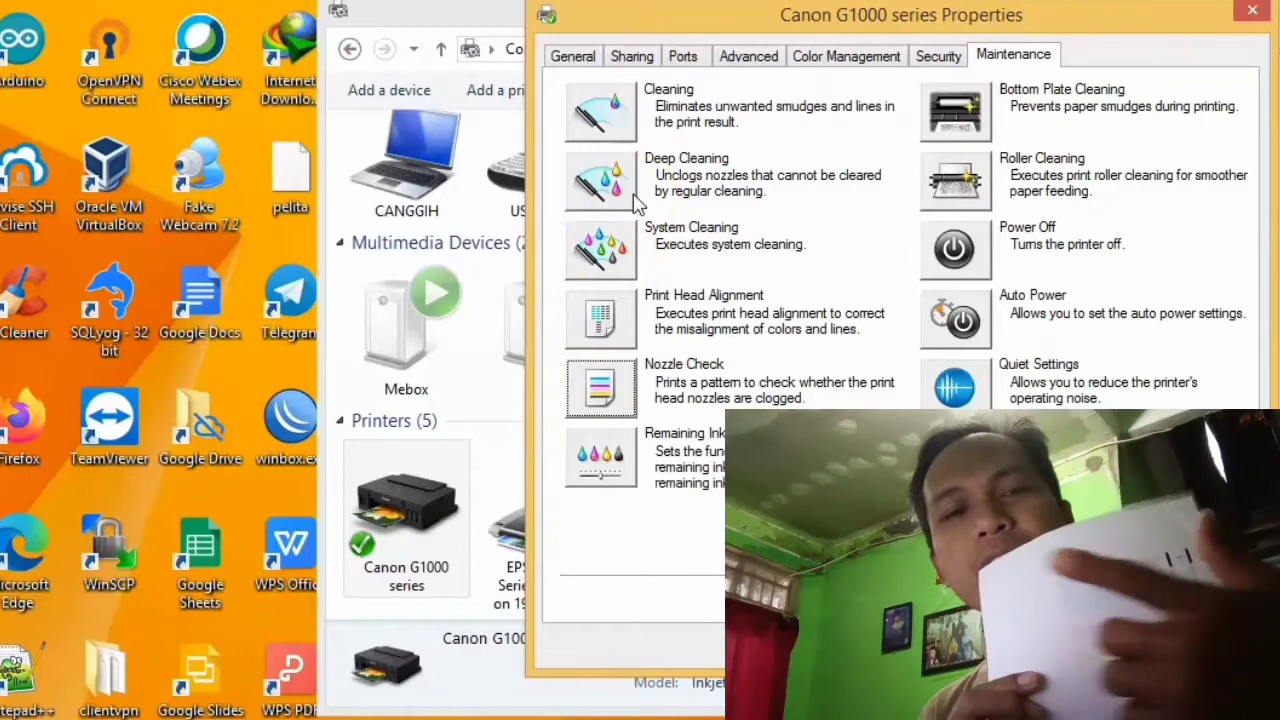 Canon G1000 series Properties
Arduino
OpenVPN
Connect
Cisco Webex
Meetings
Internet
Downlo...
vise SSH
Client
Oracle VM
VirtualBox
Fake
Webcam 7.2
pelita
Cleaner
SQLyog - 32
bit
Google Docs
Telegram
Firefox
TeamViewer
Google Drive
winbox.ex
Microsoft
Edge
WinSCP
Google
Sheets
WPS Offic
tepad++
clientvpn
Google Slides
WPS PDF
Co
Add a device
Add a pri
CANGGIH
US
Multimedia Devices (2
Mebox
Printers (5)
Canon G1000
series
EPS
Serie
on 19
Canon G100
Model: Inkjet
General
Sharing
Ports
Advanced
Color Management
Security
Maintenance
Cleaning
Eliminates unwanted smudges and lines in
the print result.
Deep Cleaning
Unclogs nozzles that cannot be cleared
by regular cleaning.
System Cleaning
Executes system cleaning.
Print Head Alignment
Executes print head alignment to correct
the misalignment of colors and lines.
Nozzle Check
Prints a pattern to check whether the print
head nozzles are clogged.
Remaining Ink
Sets the fun
remaining in
remaining in
Bottom Plate Cleaning
Prevents paper smudges during printing.
Roller Cleaning
Executes print roller cleaning for smoother
paper feeding.
Power Off
Turns the printer off.
Auto Power
Allows you to set the auto power settings.
Quiet Settings
Allows you to reduce the printer's
operating noise.